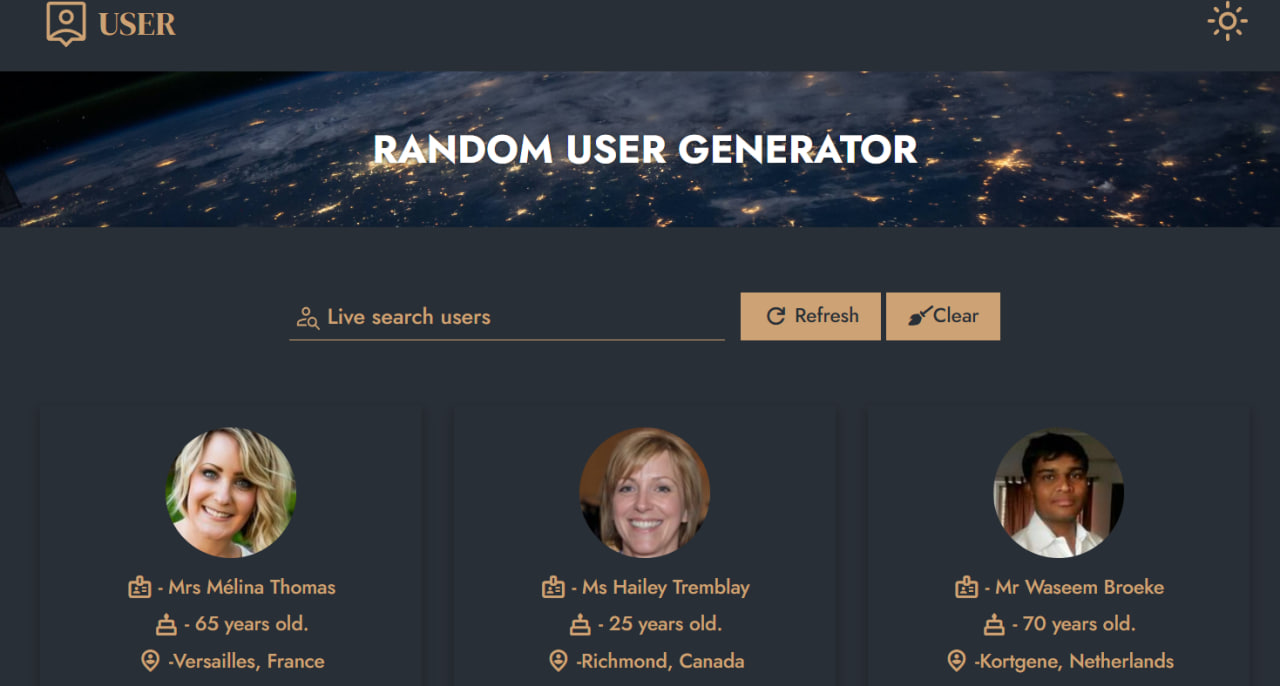 USER
RANDOM USER GENERATOR
Live search users
Refresh
Clear
- Mrs Mélina Thomas
- 65 years old.
-Versailles, France
- Ms Hailey Tremblay
- 25 years old.
-Richmond, Canada
- Mr Waseem Broeke
- 70 years old.
-Kortgene, Netherlands